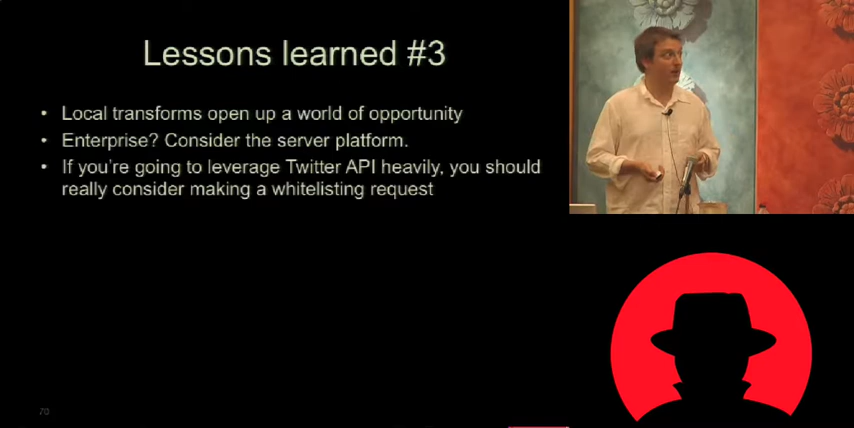 Lessons learned #3
• Local transforms open up a world of opportunity
• Enterprise? Consider the server platform.
• If you're going to leverage Twitter API heavily, you should
really consider making a whitelisting request
70